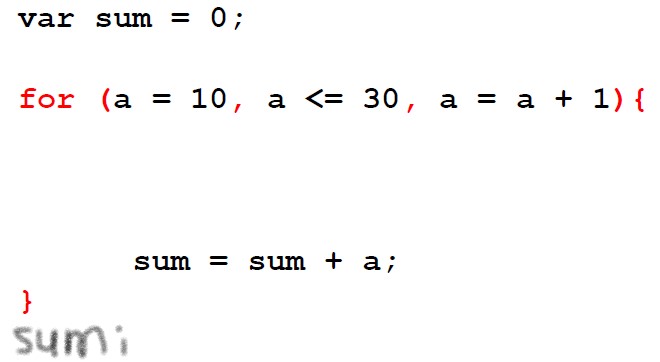 var sum = 0;
for (a = 10, a <= 30, a = a + 1){
sum = sum + a;
}
sum;